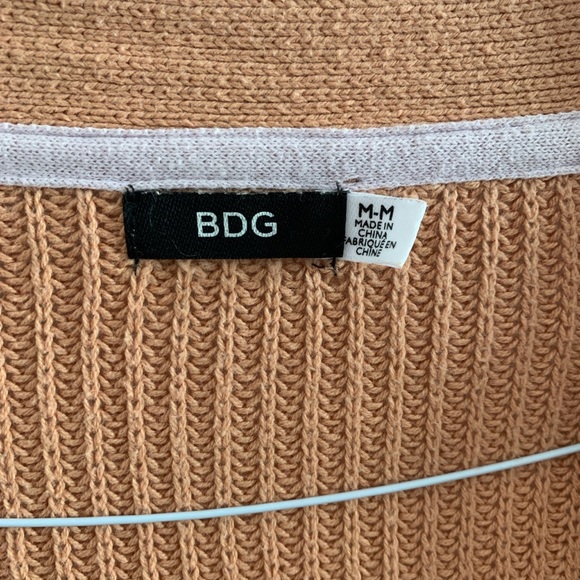 BDG
M-M
MADE IN
CHINA
FABRIQUÉ EN
CHINE